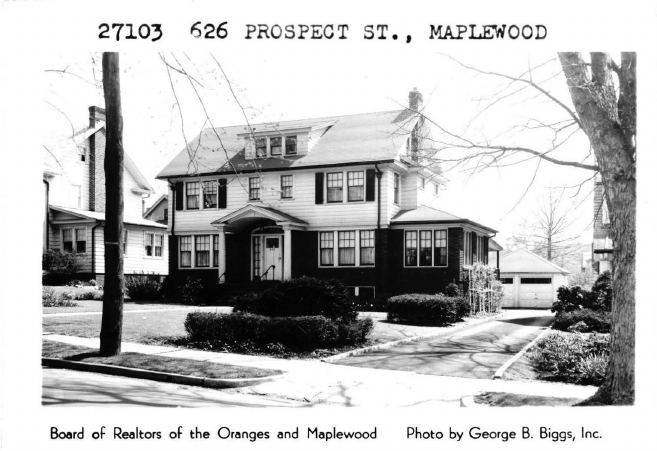 27103 626 PROSPECT ST., MAPLEWOOD
Board of Realtors of the Oranges and Maplewood Photo by George B. Biggs, Inc.